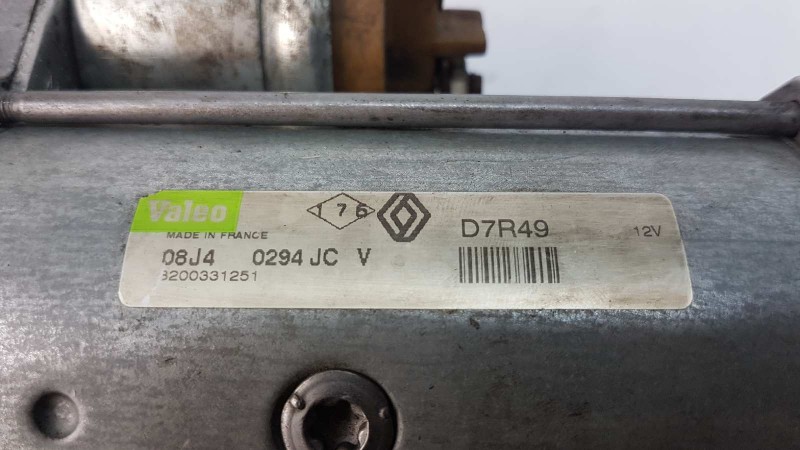 Valeo 176 D7R49 12V
MADE IN FRANCE
08J4 0294 JC V
8200331251